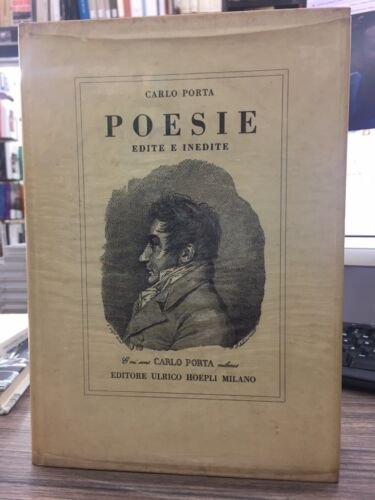 CARLO PORTA
POESIE
EDITE E INEDITE
CARLO PORTA
EDITORE ULRICO HOEPLI MILANO